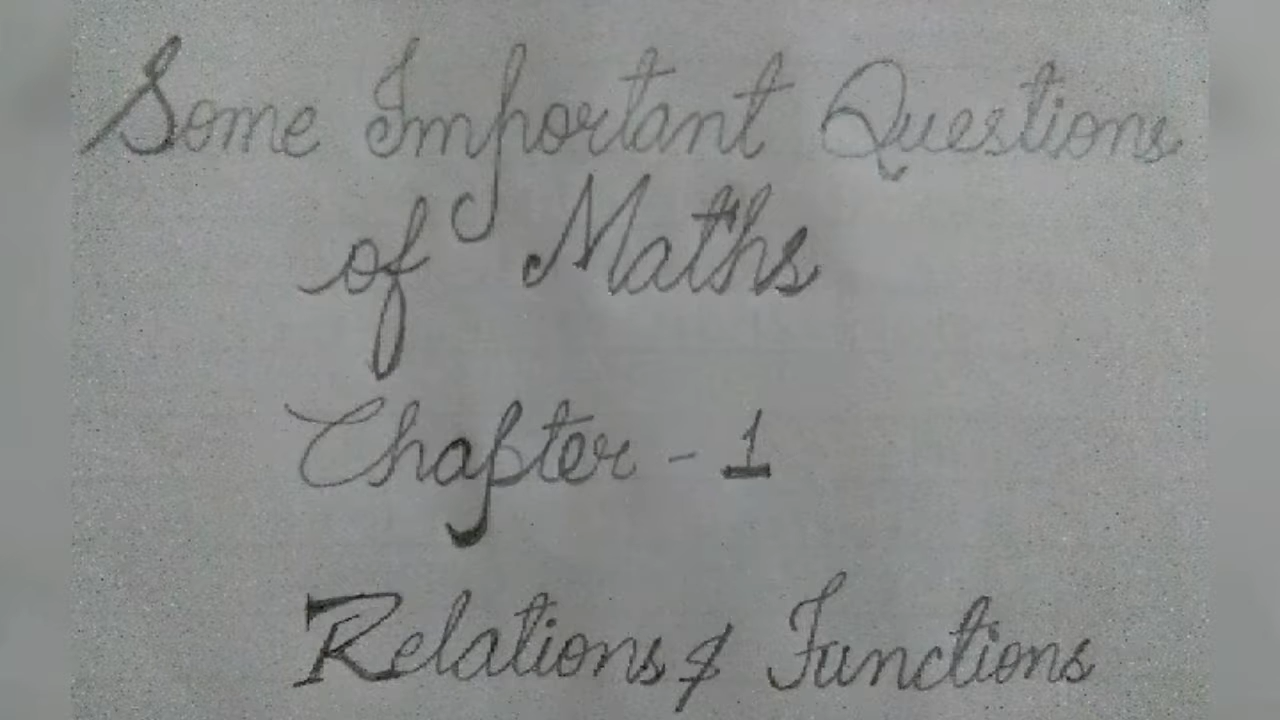 Some Important Questions
of Maths
Chapter - 1
Relations & Functions